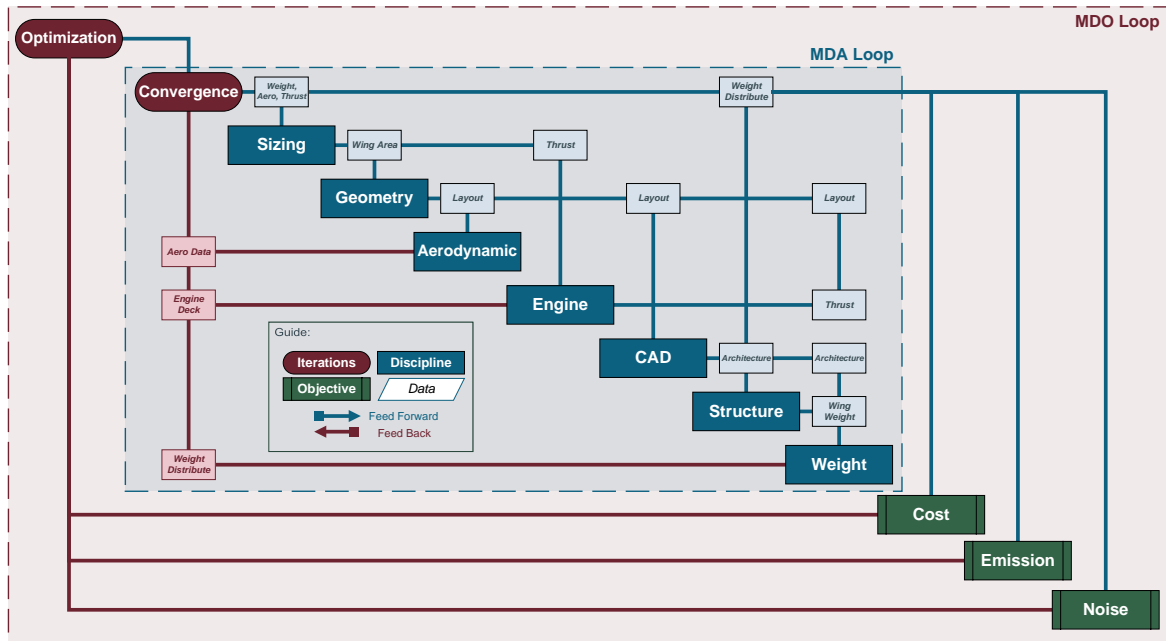 MDO Loop
Optimization
MDA Loop
Convergence
Weight,
Aero, Thrust
Weight
Distribute
Sizing
Wing Area
Thrust
Geometry
Layout
Layout
Layout
Aero Data
Aerodynamic
Engine
Deck
Engine
Thrust
Guide:
Iterations
Discipline
Objective
Data
Feed Forward
Feed Back
CAD
Architecture
Architecture
Structure
Wing
Weight
Weight
Distribute
Weight
Cost
Emission
Noise